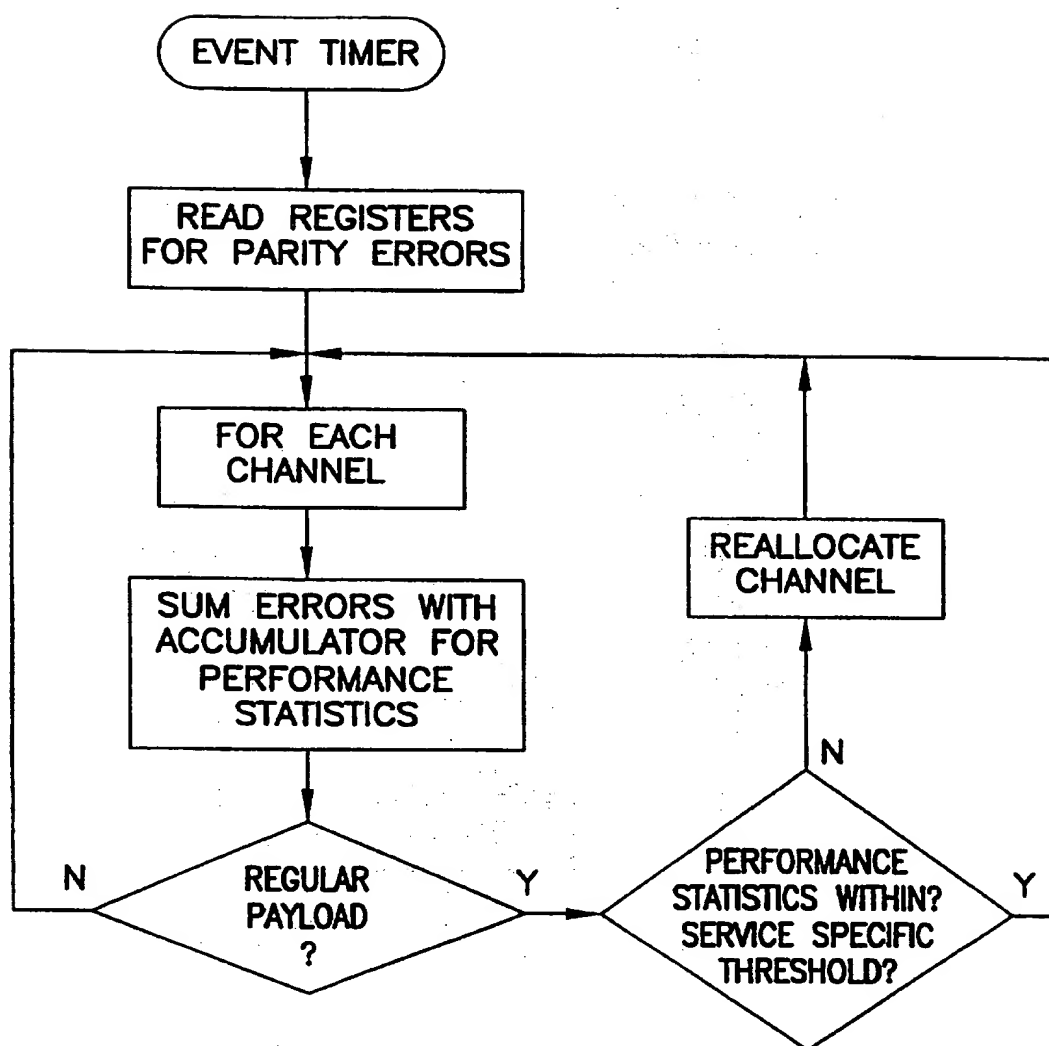 EVENT TIMER
READ REGISTERS
FOR PARITY ERRORS
FOR EACH
CHANNEL
SUM ERRORS WITH
ACCUMULATOR FOR
PERFORMANCE
STATISTICS
REGULAR
PAYLOAD
?
N
Y
REALLOCATE
CHANNEL
N
PERFORMANCE
STATISTICS WITHIN?
SERVICE SPECIFIC
THRESHOLD?
Y